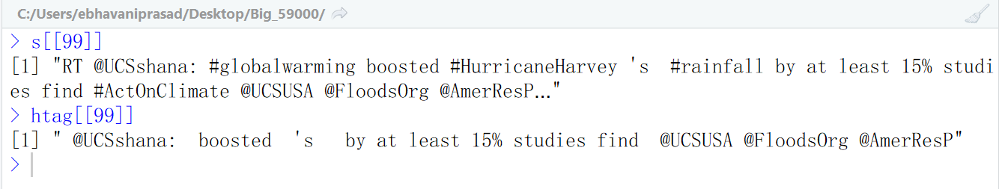 C:/Users/ebhavaniprasad/Desktop/Big_59000/
> s[[99]]
[1] "RT @UCSshana: #globalwarming boosted #HurricaneHarvey 's  #rainfall by at least 15% studi
es find #ActOnClimate @UCSUSA @FloodsOrg @AmerResP…"
> htag[[99]]
[1] " @UCSshana:  boosted  's   by at least 15% studies find  @UCSUSA @FloodsOrg @AmerResP"
>